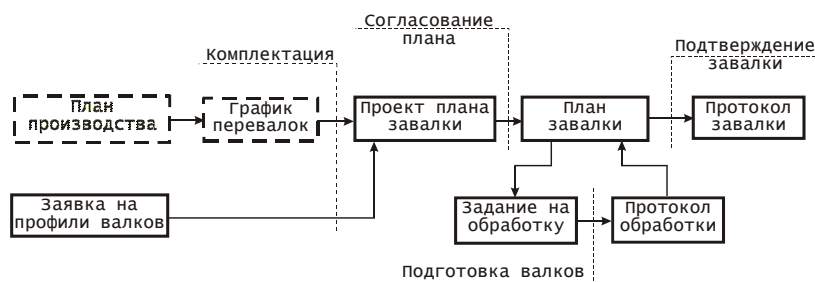 Согласование
плана
Комплектация
Подтверждение
завалки
План
производства
График
перевалок
Проект плана
завалки
План
завалки
Протокол
завалки
Заявка на
профили валков
Задание на
обработку
Протокол
обработки
Подготовка валков